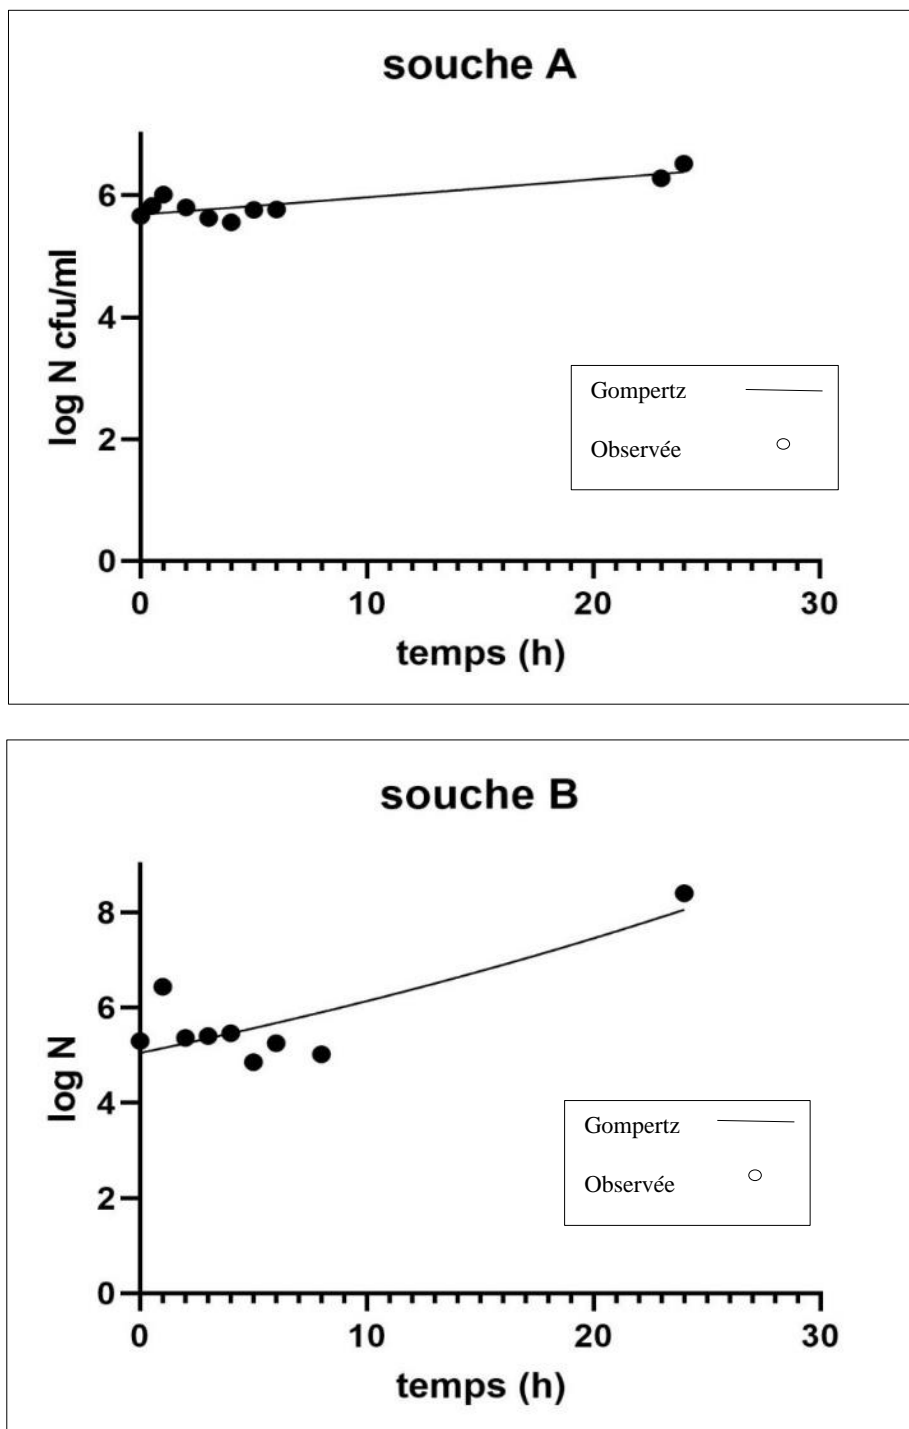 souche A
6
4
2
0
log N cfu/ml
Gompertz
Observée
0 10 20 30
temps (h)
souche B
8
6
4
2
0
log N
Gompertz
Observée
0 10 20 30
temps (h)